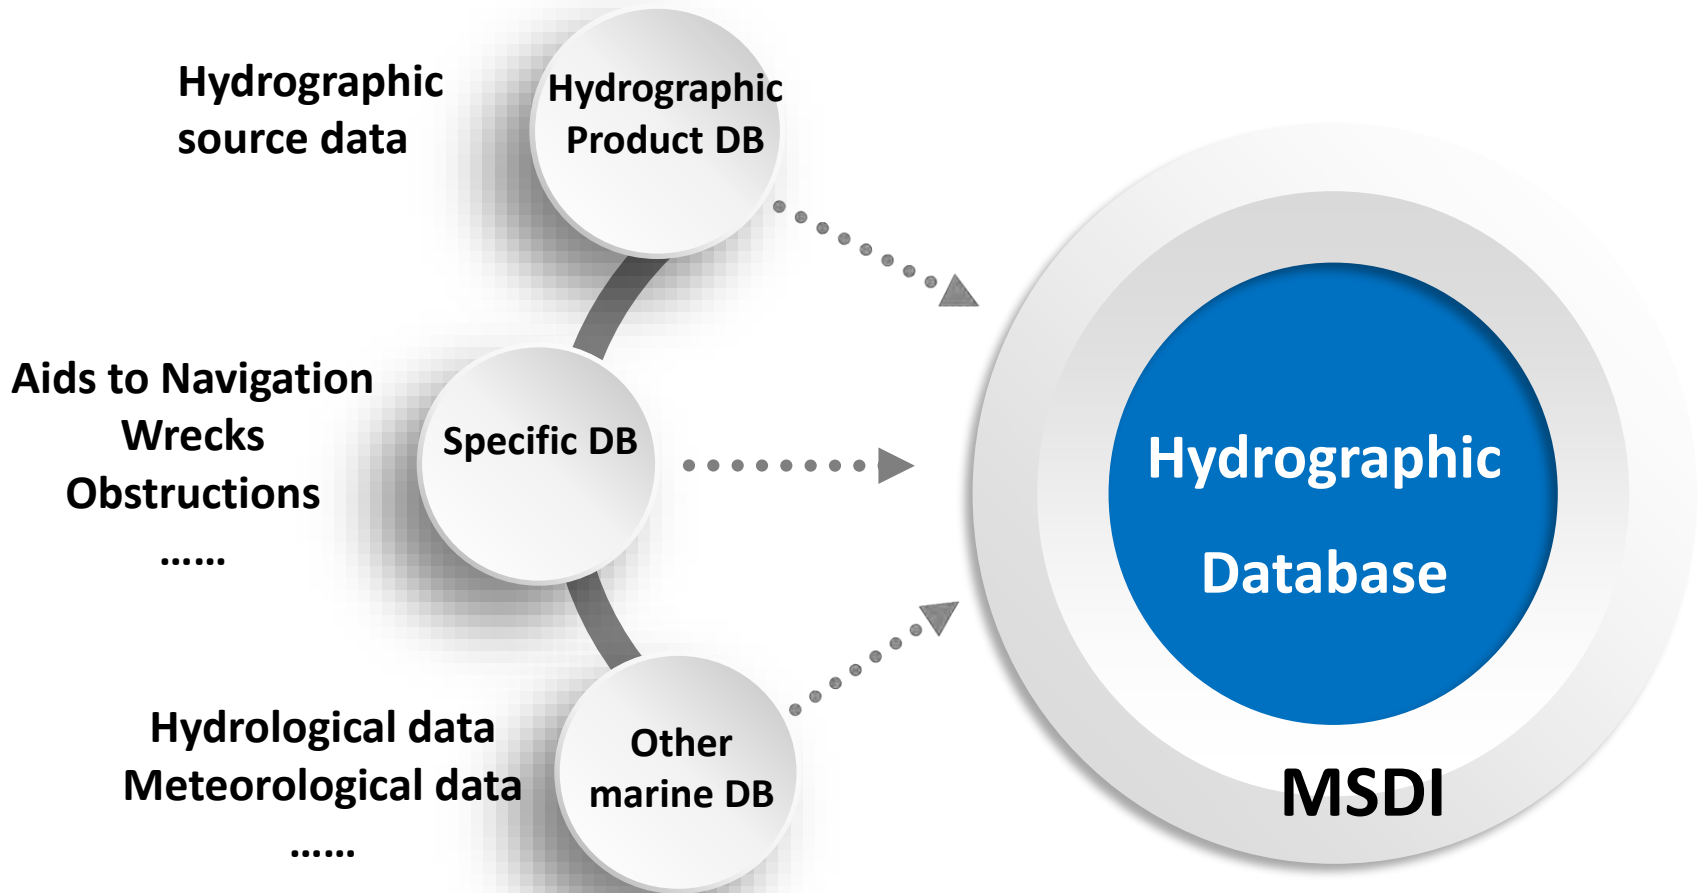 Hydrographic
source data
Hydrographic
Product DB
Aids to Navigation
Wrecks
Obstructions
......
Specific DB
Hydrological data
Meteorological data
......
Other
marine DB
Hydrographic
Database
MSDI